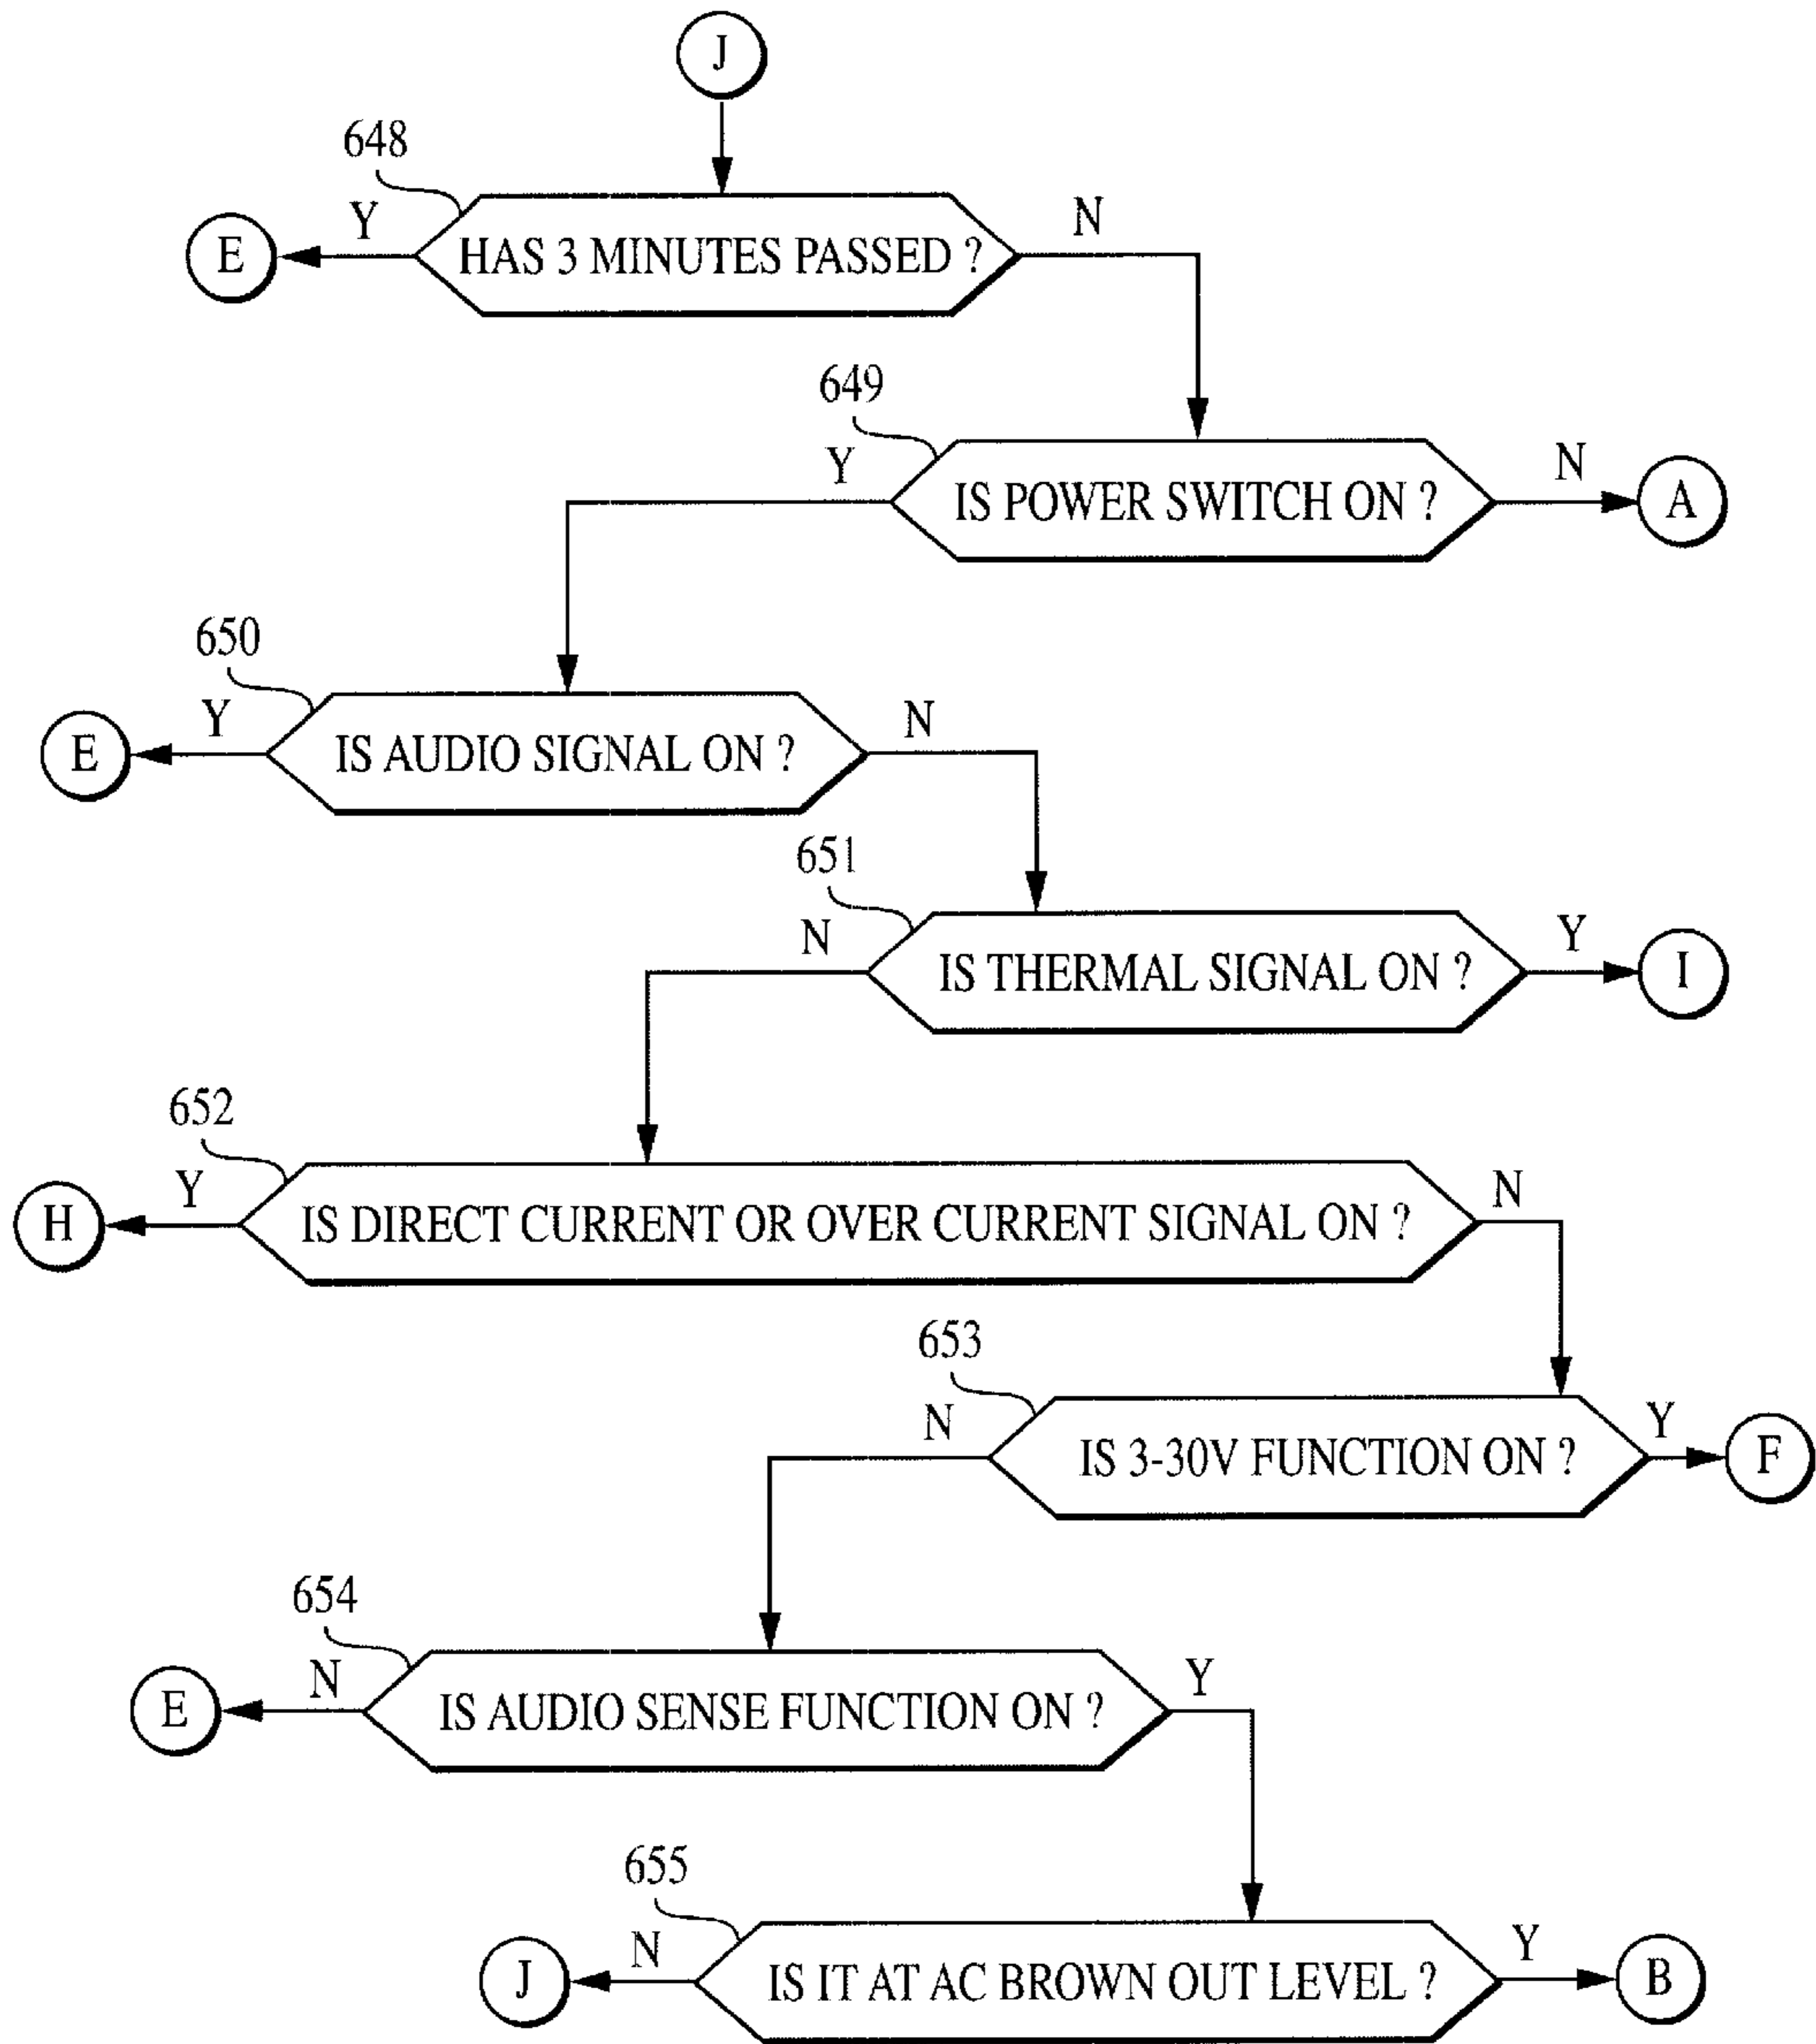 J
648
Y
N
E
HAS 3 MINUTES PASSED ?
649
Y
N
IS POWER SWITCH ON ?
A
650
Y
N
E
IS AUDIO SIGNAL ON ?
651
N
Y
IS THERMAL SIGNAL ON ?
I
652
Y
N
H
IS DIRECT CURRENT OR OVER CURRENT SIGNAL ON ?
653
N
Y
IS 3-30V FUNCTION ON ?
F
654
N
Y
E
IS AUDIO SENSE FUNCTION ON ?
655
N
Y
J
IS IT AT AC BROWN OUT LEVEL ?
B